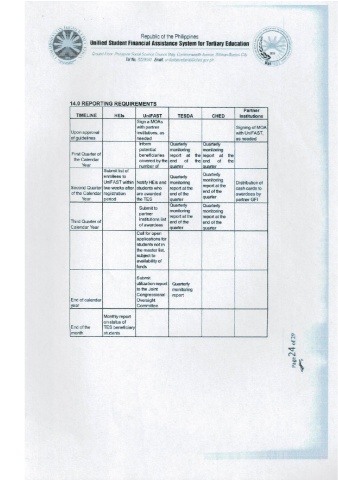 Republic of the Philippines
Unified Student Financial Assistance System for Tertiary Education
14.0 REPORTING REQUIREMENTS
TIMELINE HEIs UniFAST TESDA CHED Partner Institutions
Upon approval of guidelines
Sign a MOAs with partner institutions, as needed
Signing of MOA with UniFAST, as needed
First Quarter of the Calendar Year
Inform potential beneficiaries covered by the number of
Quarterly monitoring report at the end of the quarter
Quarterly monitoring report at the end of the quarter
Second Quarter of the Calendar Year
Submit list of enrollees to UniFAST within two weeks after registration period
Notify HEIs and students who are awarded the TES
Quarterly monitoring report at the end of the quarter
Quarterly monitoring report at the end of the quarter
Distribution of cash cards to awardees by partner GFI
Third Quarter of Calendar Year
Submit to partner institutions list of awardees
Quarterly monitoring report at the end of the quarter
Quarterly monitoring report at the end of the quarter
Call for open applications for students not in the master list, subject to availability of funds
End of calendar year
Submit utilization report to the Joint Congressional Oversight Committee
Quarterly monitoring report
End of the month
Monthly report on status of TES beneficiary students
Page 24 of 29